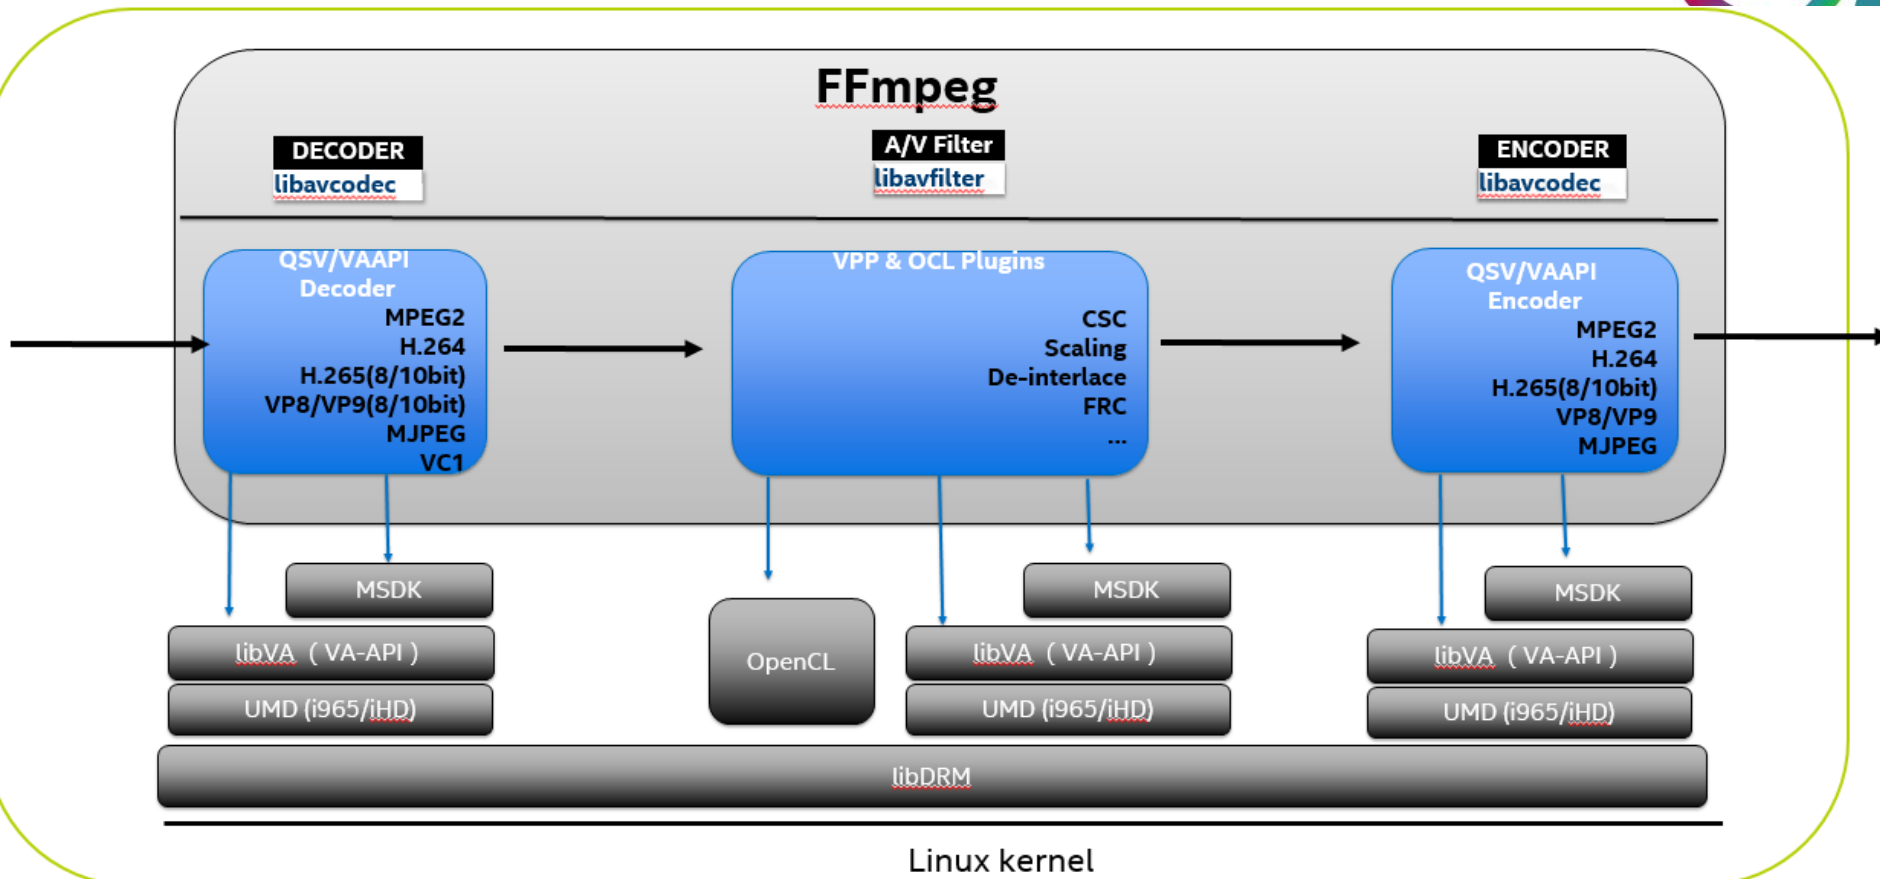 FFmpeg
DECODER
libavcodec
A/V Filter
libavfilter
ENCODER
libavcodec
QSV/VAAPI
Decoder
MPEG2
H.264
H.265(8/10bit)
VP8/VP9(8/10bit)
MJPEG
VC1
VPP & OCL Plugins
CSC
Scaling
De-interlace
FRC
...
QSV/VAAPI
Encoder
MPEG2
H.264
H.265(8/10bit)
VP8/VP9
MJPEG
MSDK
libVA ( VA-API )
UMD (i965/iHD)
OpenCL
MSDK
libVA ( VA-API )
UMD (i965/iHD)
MSDK
libVA ( VA-API )
UMD (i965/iHD)
libDRM
Linux kernel